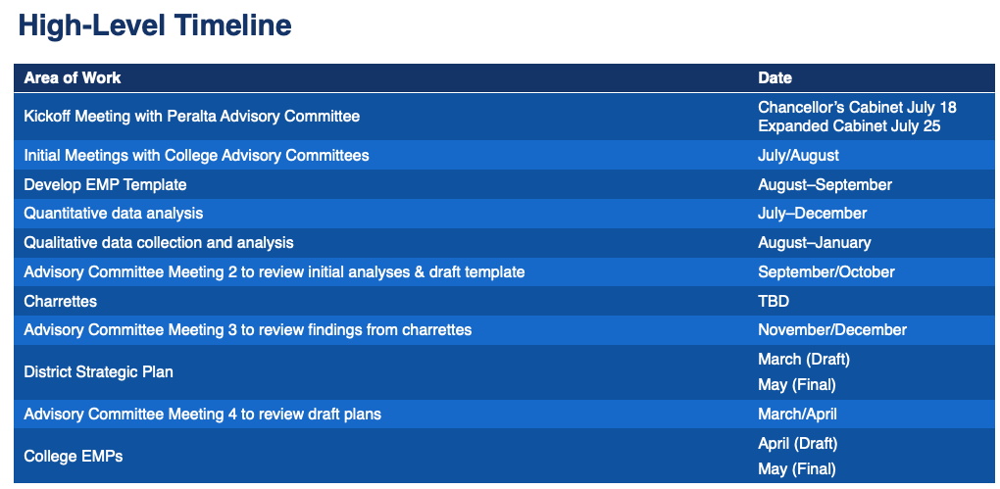 High-Level Timeline
Area of Work Date
Kickoff Meeting with Peralta Advisory Committee Chancellor’s Cabinet July 18
Expanded Cabinet July 25
Initial Meetings with College Advisory Committees July/August
Develop EMP Template August–September
Quantitative data analysis July–December
Qualitative data collection and analysis August–January
Advisory Committee Meeting 2 to review initial analyses & draft template September/October
Charrettes TBD
Advisory Committee Meeting 3 to review findings from charrettes November/December
District Strategic Plan March (Draft)
May (Final)
Advisory Committee Meeting 4 to review draft plans March/April
College EMPs April (Draft)
May (Final)